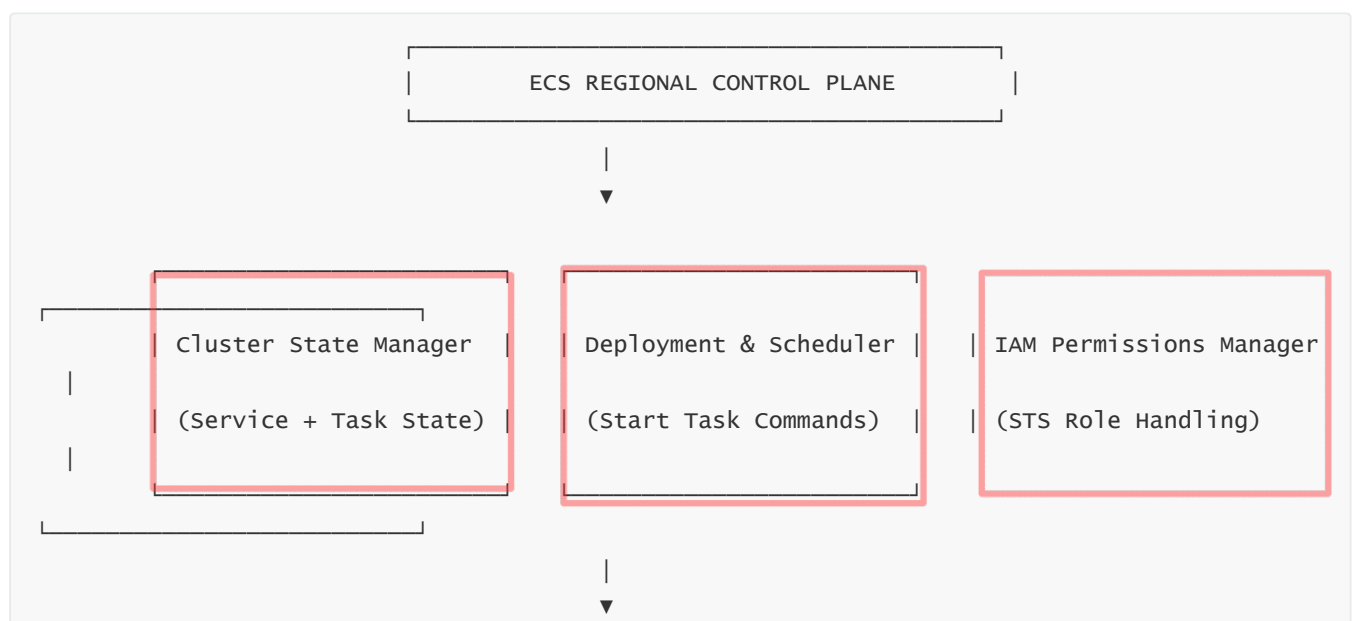 ECS REGIONAL CONTROL PLANE
Cluster State Manager Deployment & Scheduler IAM Permissions Manager
(Service + Task State) (Start Task Commands) (STS Role Handling)